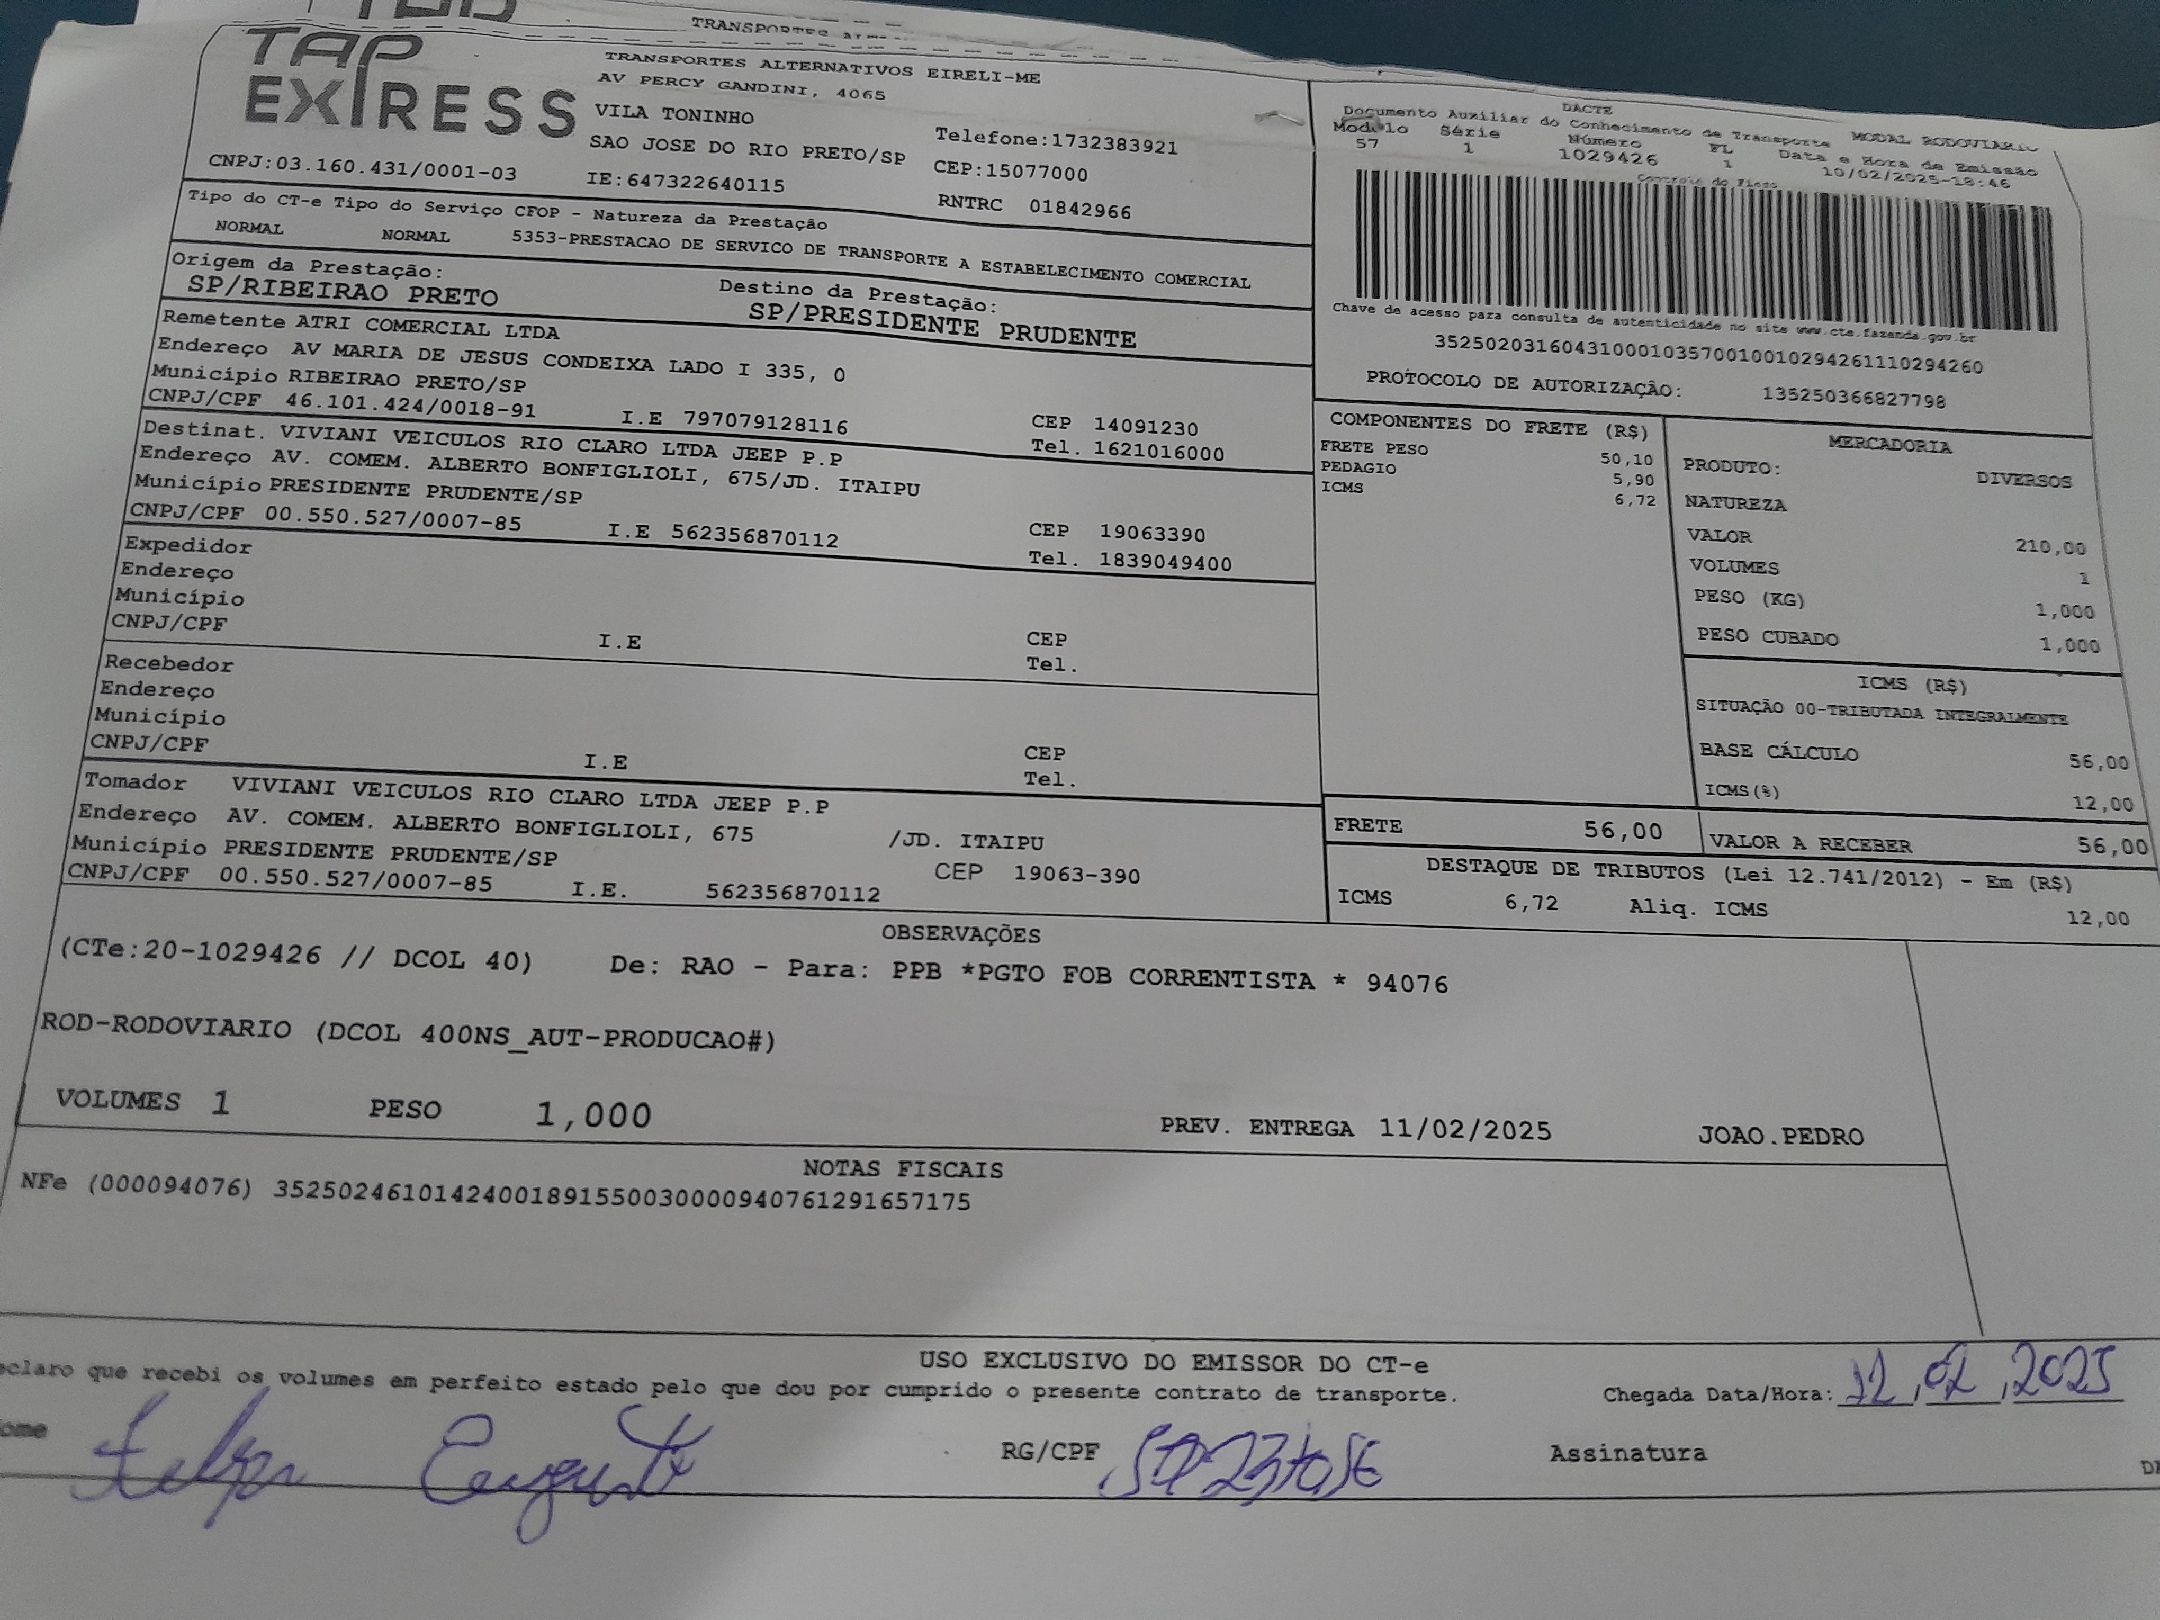 TRANSPORTES
TAP
EXPRESS
TRANSPORTES ALTERNATIVOS EIRELI-ME
AV PERCY GANDINI, 4065
VILA TONINHO
SAO JOSE DO RIO PRETO/SP
Telefone:1732383921
CEP:15077000
CNPJ:03.160.431/0001-03 IE:647322640115 RNTRC 01842966
DACTE
Documento Auxiliar do Conhecimento de Transporte MODAL RODOVIARIO
Modelo Série Número FL Data e Hora de Emissão
57 1 1029426 1 10/02/2025-18:46
Controle do Fisco
Chave de acesso para consulta de autenticidade no site www.cte.fazenda.gov.br
35250203160431000103570010010294261110294260
PROTOCOLO DE AUTORIZAÇÃO: 135250366827798
Tipo do CT-e Tipo do Serviço CFOP - Natureza da Prestação
NORMAL NORMAL 5353-PRESTACAO DE SERVICO DE TRANSPORTE A ESTABELECIMENTO COMERCIAL
Origem da Prestação: Destino da Prestação:
SP/RIBEIRAO PRETO SP/PRESIDENTE PRUDENTE
Remetente ATRI COMERCIAL LTDA
Endereço AV MARIA DE JESUS CONDEIXA LADO I 335, 0
Município RIBEIRAO PRETO/SP CEP 14091230
CNPJ/CPF 46.101.424/0018-91 I.E 797079128116 Tel. 1621016000
Destinat. VIVIANI VEICULOS RIO CLARO LTDA JEEP P.P
Endereço AV. COMEM. ALBERTO BONFIGLIOLI, 675/JD. ITAIPU
Município PRESIDENTE PRUDENTE/SP CEP 19063390
CNPJ/CPF 00.550.527/0007-85 I.E 562356870112 Tel. 1839049400
Expedidor
Endereço
Município CEP
CNPJ/CPF I.E Tel.
Recebedor
Endereço
Município CEP
CNPJ/CPF I.E Tel.
Tomador VIVIANI VEICULOS RIO CLARO LTDA JEEP P.P
Endereço AV. COMEM. ALBERTO BONFIGLIOLI, 675 /JD. ITAIPU
Município PRESIDENTE PRUDENTE/SP CEP 19063-390
CNPJ/CPF 00.550.527/0007-85 I.E. 562356870112
COMPONENTES DO FRETE (R$)
FRETE PESO 50,10
PEDAGIO 5,90
ICMS 6,72
MERCADORIA
PRODUTO: DIVERSOS
NATUREZA
VALOR 210,00
VOLUMES 1
PESO (KG) 1,000
PESO CUBADO 1,000
ICMS (R$)
SITUAÇÃO 00-TRIBUTADA INTEGRALMENTE
BASE CÁLCULO 56,00
ICMS(%) 12,00
FRETE 56,00 VALOR A RECEBER 56,00
DESTAQUE DE TRIBUTOS (Lei 12.741/2012) - Em (R$)
ICMS 6,72 Aliq. ICMS 12,00
OBSERVAÇÕES
(CTe:20-1029426 // DCOL 40) De: RAO - Para: PPB *PGTO FOB CORRENTISTA * 94076
ROD-RODOVIARIO (DCOL 400NS_AUT-PRODUCAO#)
VOLUMES 1 PESO 1,000 PREV. ENTREGA 11/02/2025 JOAO.PEDRO
NOTAS FISCAIS
NFe (000094076) 35250246101424001891550030000940761291657175
USO EXCLUSIVO DO EMISSOR DO CT-e
eclaro que recebi os volumes em perfeito estado pelo que dou por cumprido o presente contrato de transporte. Chegada Data/Hora: 12,02,2025
ome RG/CPF Assinatura